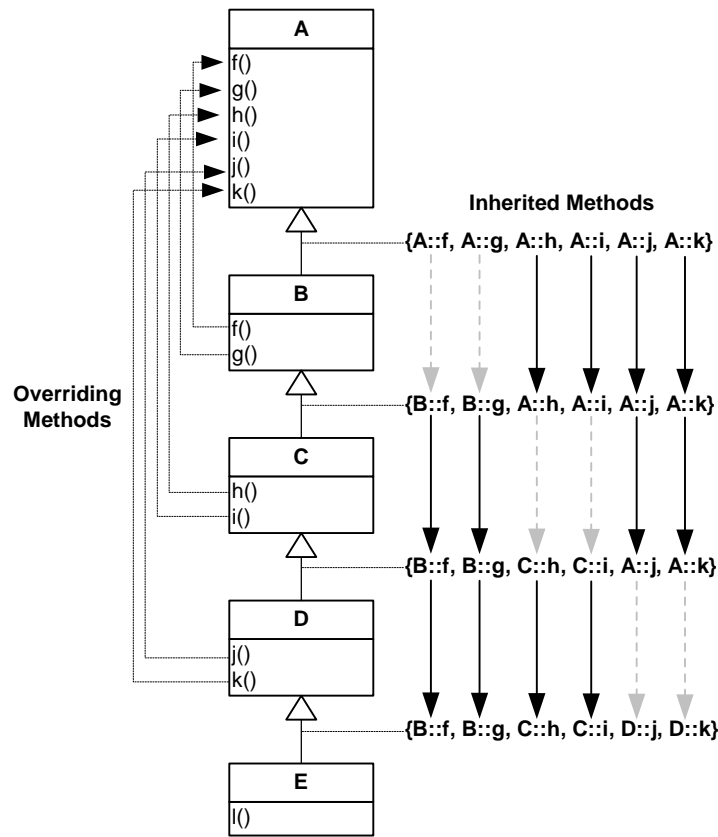 A
f()
g()
h()
i()
j()
k()
Inherited Methods
{A::f, A::g, A::h, A::i, A::j, A::k}
B
f()
g()
Overriding
Methods
{B::f, B::g, A::h, A::i, A::j, A::k}
C
h()
i()
{B::f, B::g, C::h, C::i, A::j, A::k}
D
j()
k()
{B::f, B::g, C::h, C::i, D::j, D::k}
E
l()